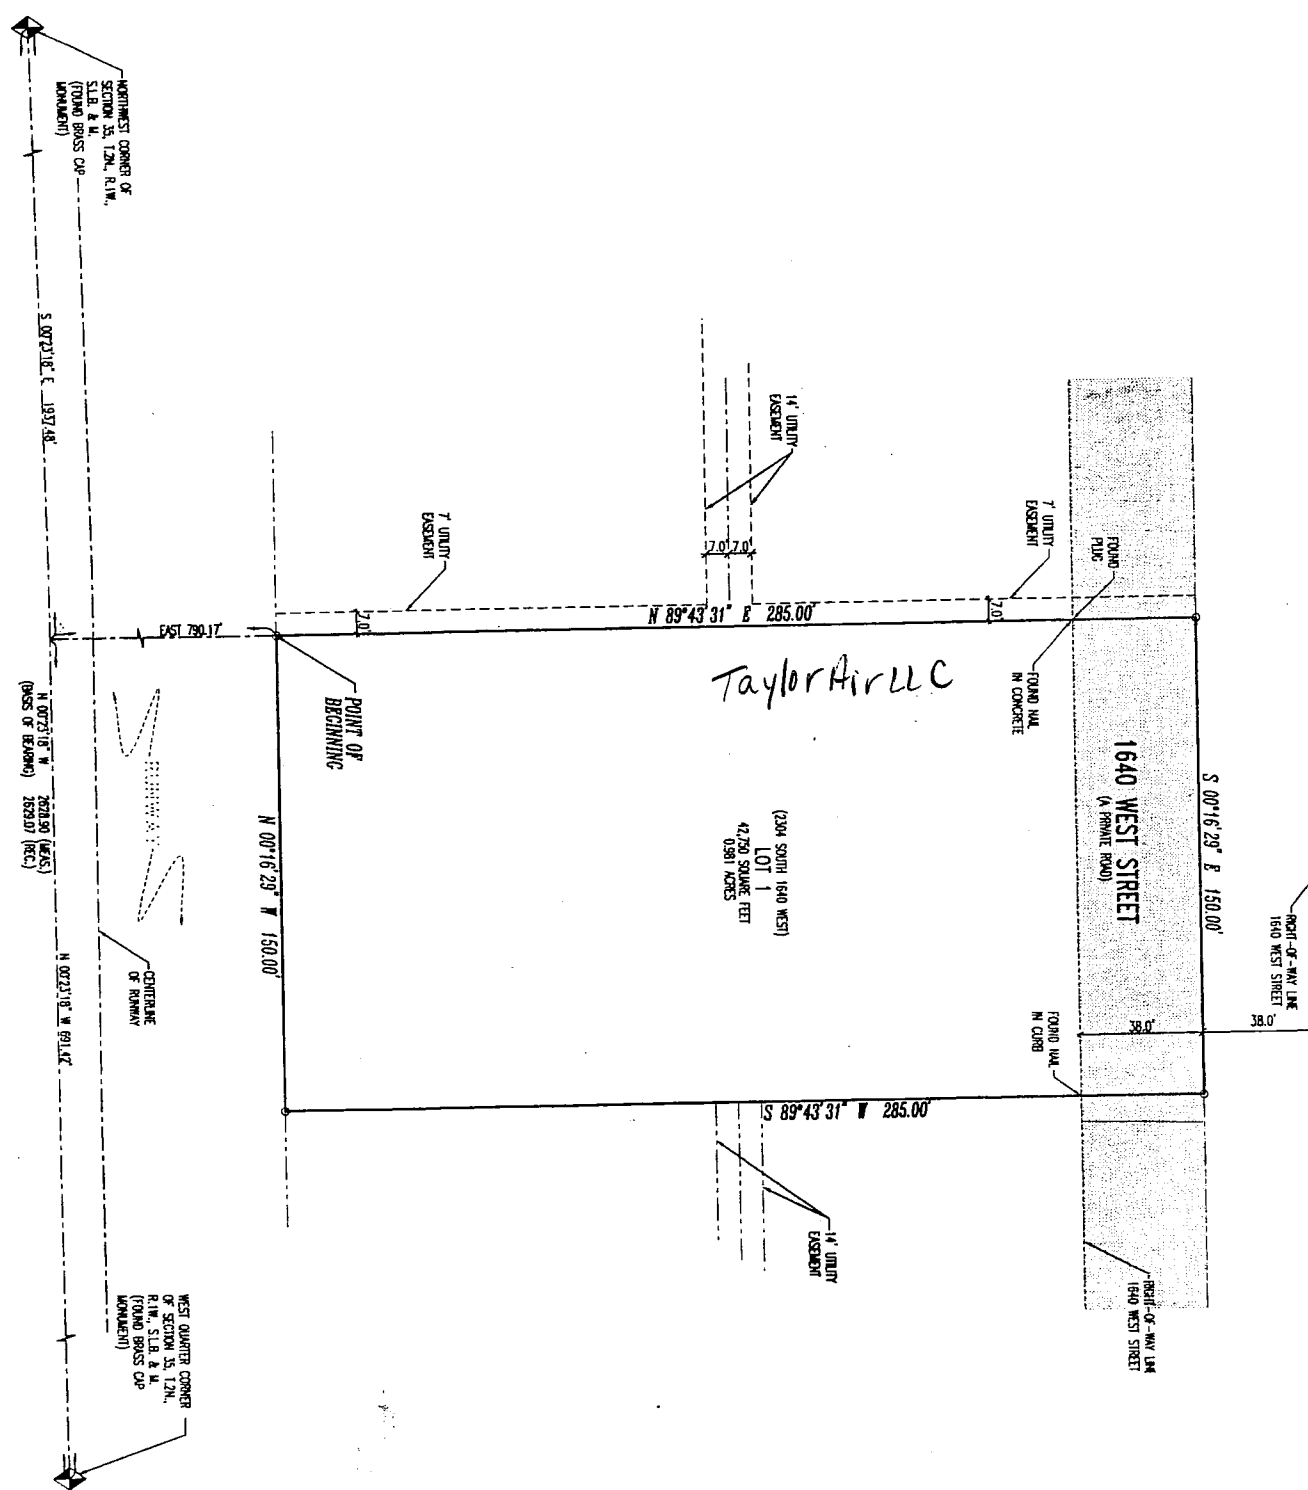 NORTHWEST CORNER OF
SECTION 35, T.2N., R.1W.,
S.L.B. & M.
(FOUND BRASS CAP
MONUMENT)
S 00°23'18" E 1937.48'
14' UTILITY
EASEMENT
7' UTILITY
EASEMENT
7' UTILITY
EASEMENT
FOUND
PLUG
7.0' 7.0'
7.0'
7.0'
N 89°43'31" E 285.00'
EAST 790.17'
FOUND NAIL
IN CONCRETE
Taylor Air LLC
POINT OF
BEGINNING
N 00°23'18" W 2628.90 (MEAS.)
(BASIS OF BEARING) 2629.07 (REC.)
RUNWAY
1640 WEST STREET
(A PRIVATE ROAD)
S 00°16'29" E 150.00'
(2304 SOUTH 1640 WEST)
LOT 1
42,750 SQUARE FEET
0.981 ACRES
N 00°16'29" W 150.00'
RIGHT-OF-WAY LINE
1640 WEST STREET
CENTERLINE
OF RUNWAY
N 00°23'18" W 691.42'
FOUND NAIL
IN CURB
38.0'
38.0'
S 89°43'31" W 285.00'
14' UTILITY
EASEMENT
RIGHT-OF-WAY LINE
1640 WEST STREET
WEST QUARTER CORNER
OF SECTION 35, T.2N.,
R.1W., S.L.B. & M.
(FOUND BRASS CAP
MONUMENT)